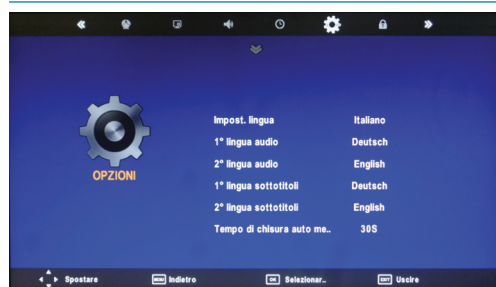 OPZIONI
Impost. lingua Italiano
1° lingua audio Deutsch
2° lingua audio English
1° lingua sottotitoli Deutsch
2° lingua sottotitoli English
Tempo di chisura auto me.. 30S
Spostare MENU Indietro OK Selezionar.. EXIT Uscire